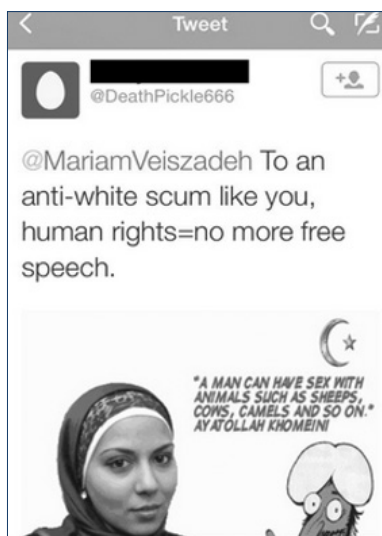 Tweet
@DeathPickle666
@MariamVeiszadeh To an
anti-white scum like you,
human rights=no more free
speech.
"A MAN CAN HAVE SEX WITH
ANIMALS SUCH AS SHEEPS,
COWS, CAMELS AND SO ON."
AYATOLLAH KHOMEINI